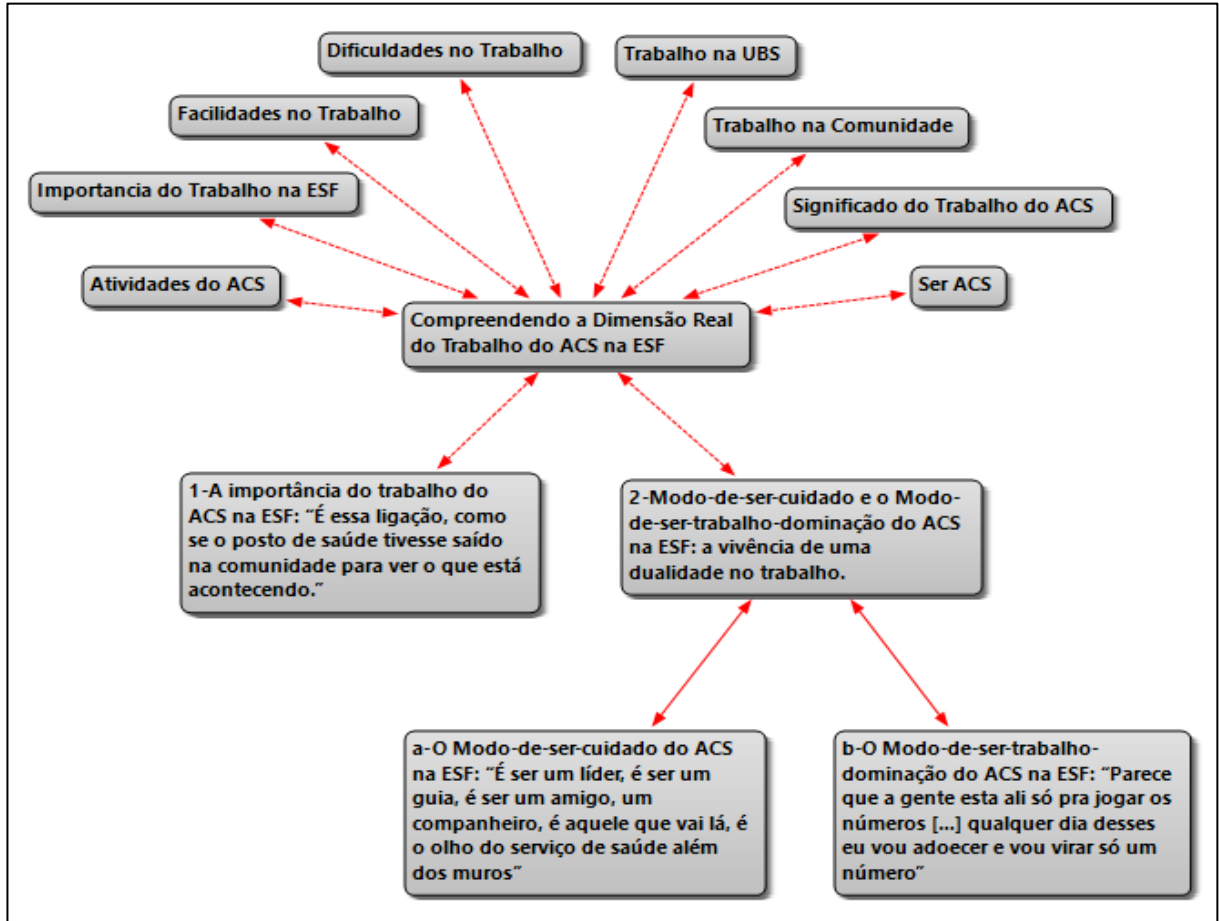 Dificuldades no Trabalho
Trabalho na UBS
Facilidades no Trabalho
Trabalho na Comunidade
Importancia do Trabalho na ESF
Significado do Trabalho do ACS
Atividades do ACS
Ser ACS
Compreendendo a Dimensão Real
do Trabalho do ACS na ESF
1-A importância do trabalho do
ACS na ESF: “É essa ligação, como
se o posto de saúde tivesse saído
na comunidade para ver o que está
acontecendo.”
2-Modo-de-ser-cuidado e o Modo-
de-ser-trabalho-dominação do ACS
na ESF: a vivência de uma
dualidade no trabalho.
a-O Modo-de-ser-cuidado do ACS
na ESF: “É ser um líder, é ser um
guia, é ser um amigo, um
companheiro, é aquele que vai lá, é
o olho do serviço de saúde além
dos muros”
b-O Modo-de-ser-trabalho-
dominação do ACS na ESF: “Parece
que a gente esta ali só pra jogar os
números [...] qualquer dia desses
eu vou adoecer e vou virar só um
número”